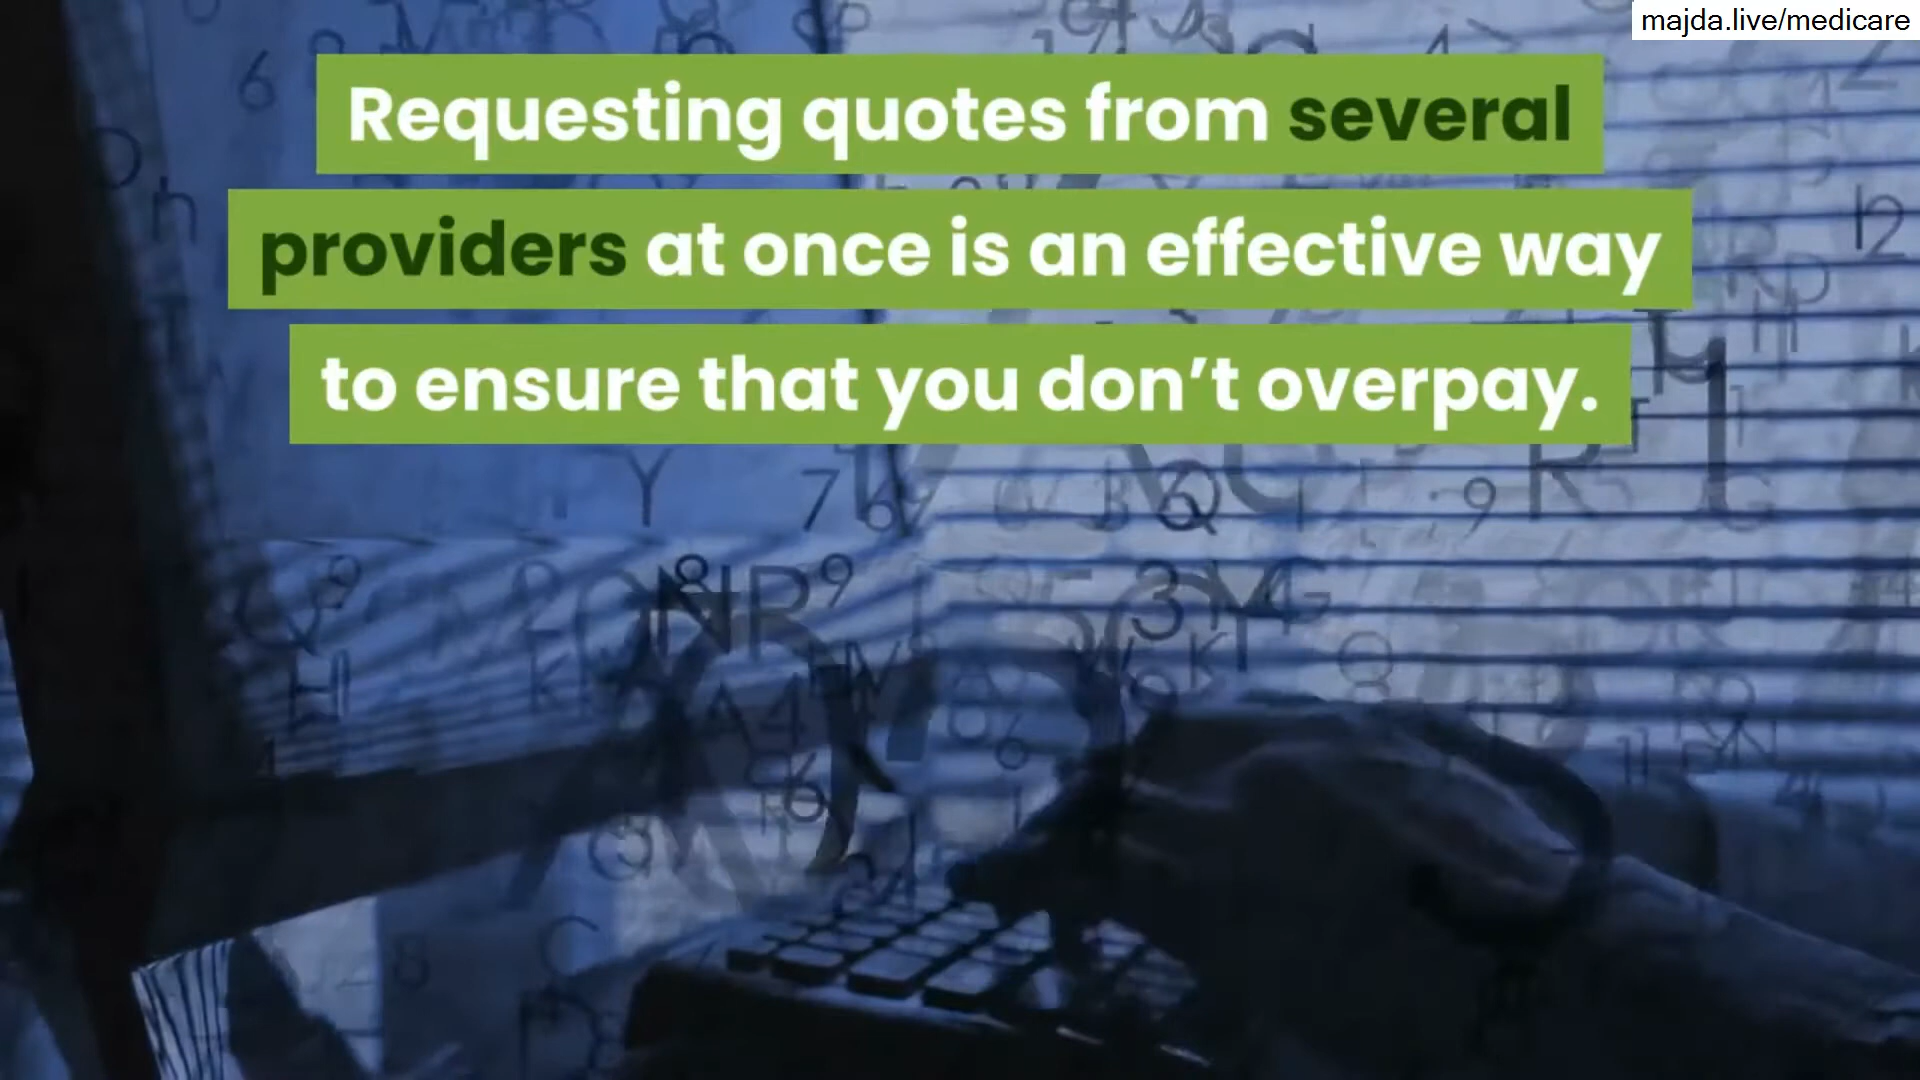 majda.live/medicare
Requesting quotes from several
providers at once is an effective way
to ensure that you don’t overpay.